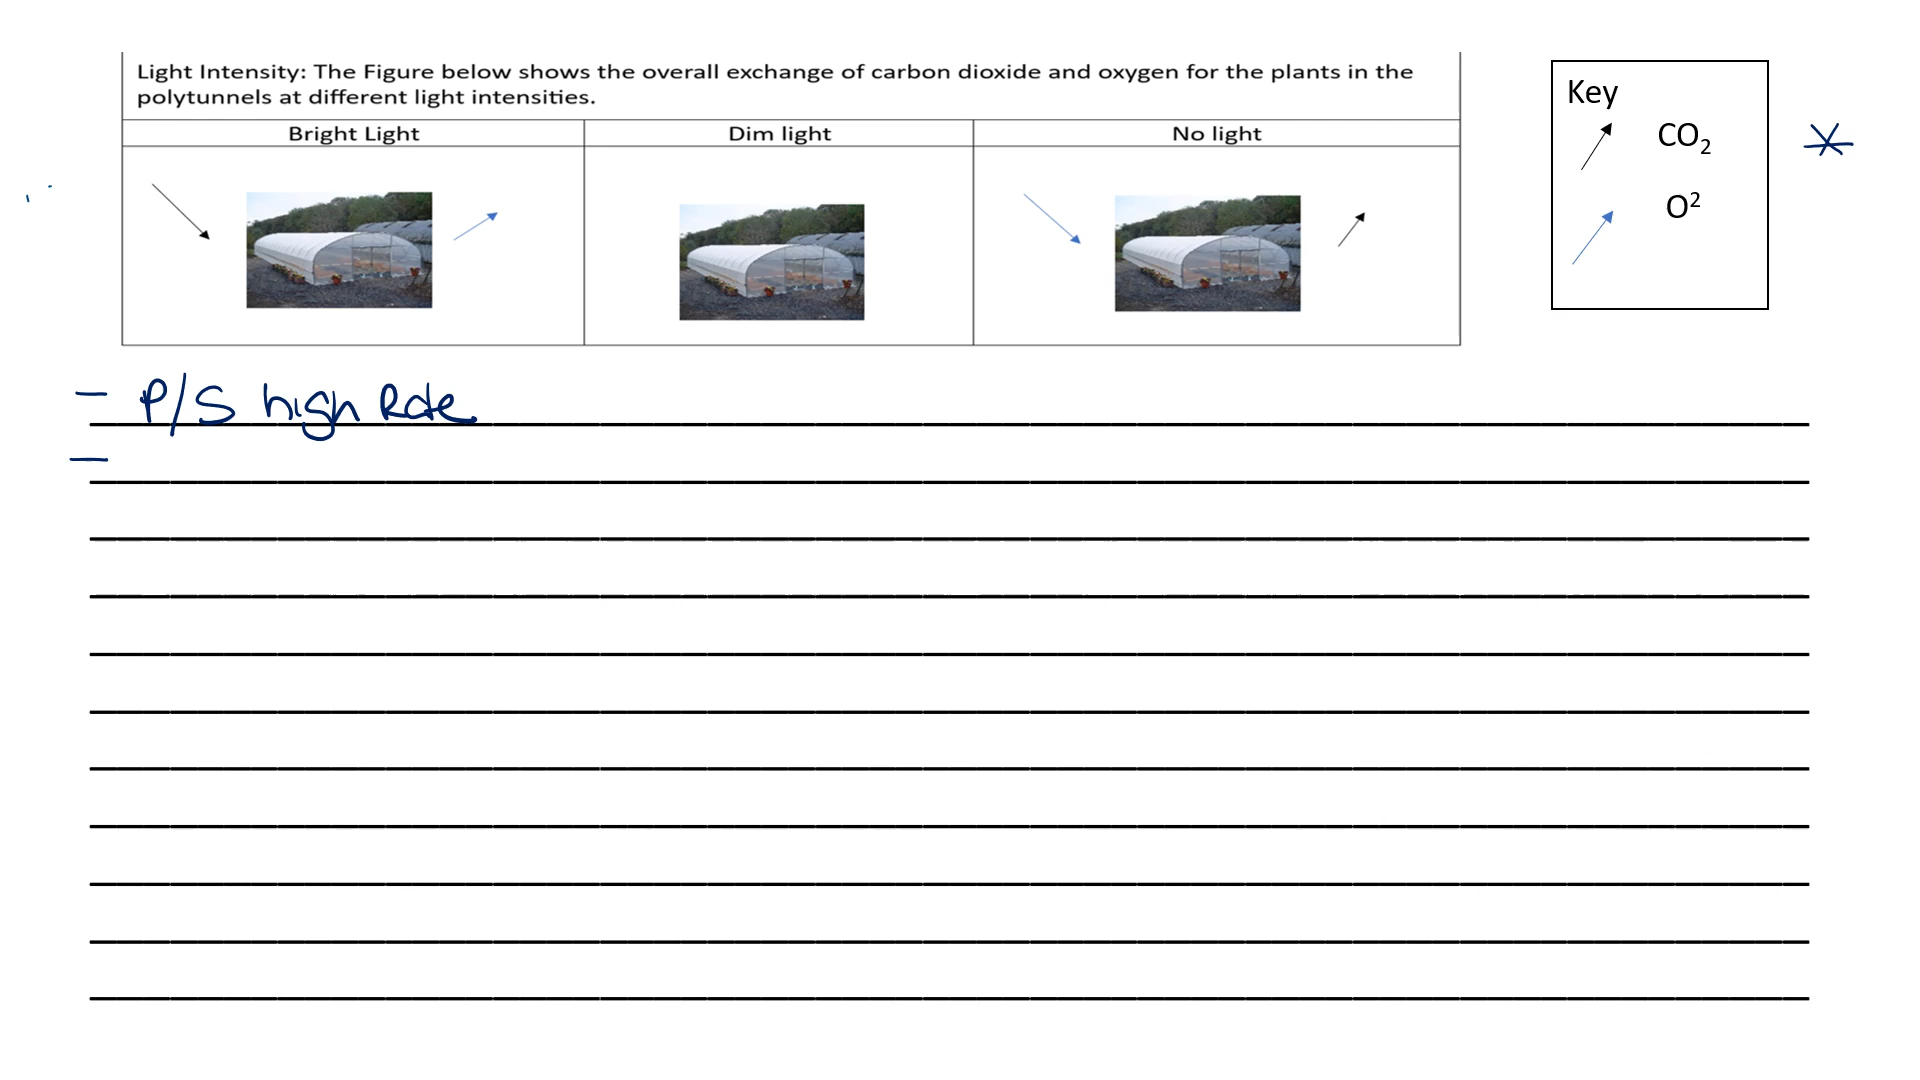 Light Intensity: The Figure below shows the overall exchange of carbon dioxide and oxygen for the plants in the
polytunnels at different light intensities.
Bright Light
Dim light
No light
Key
CO₂
O²
*
- P/S high Rate
-